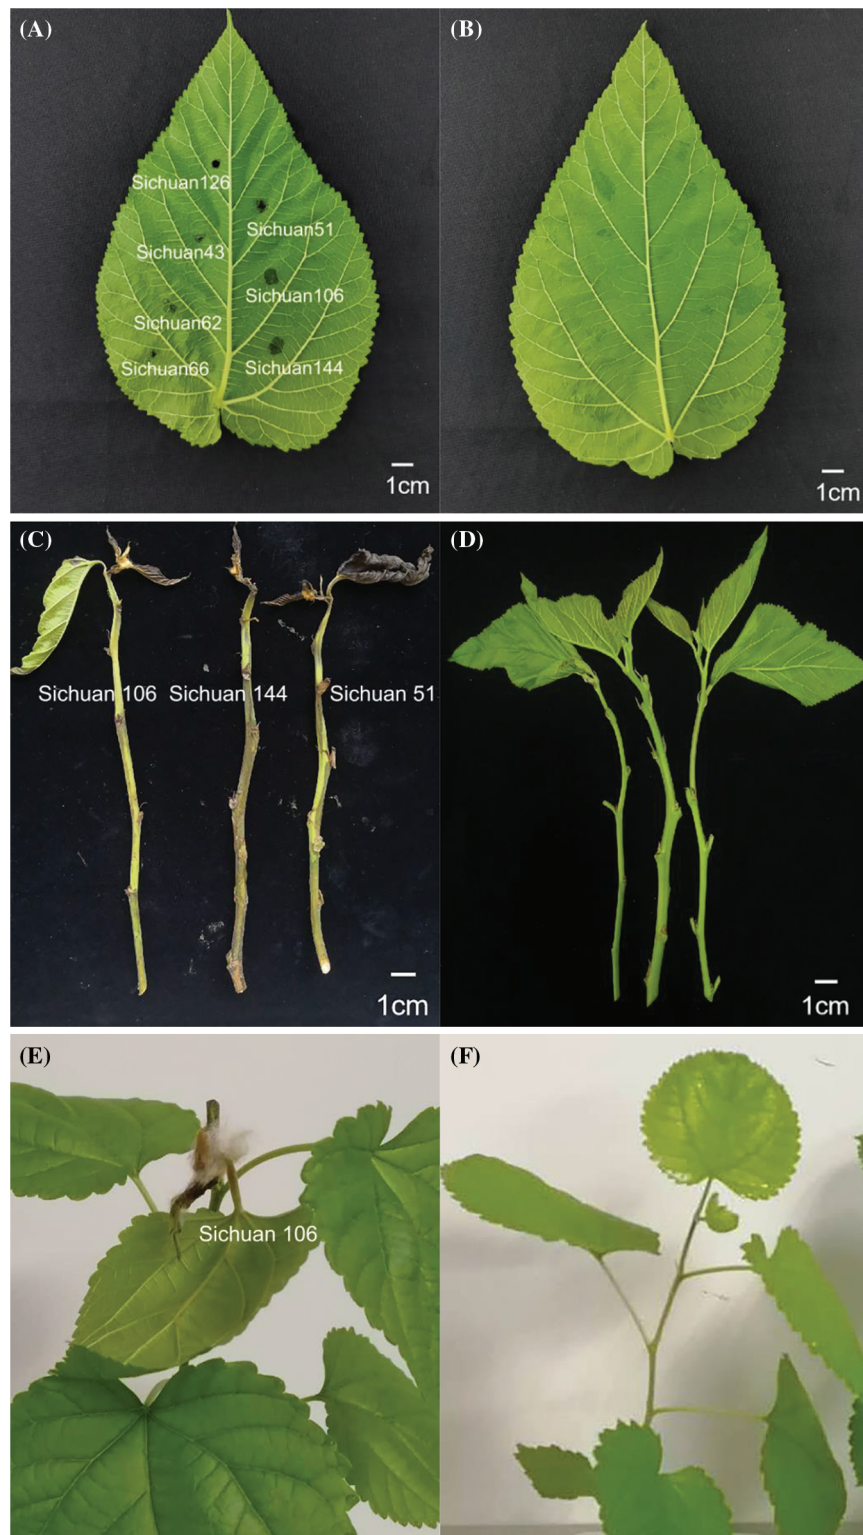 (A)
Sichuan126
Sichuan51
Sichuan43
Sichuan106
Sichuan62
Sichuan66
Sichuan144
1cm
(B)
1cm
(C)
Sichuan 106
Sichuan 144
Sichuan 51
1cm
(D)
1cm
(E)
Sichuan 106
(F)